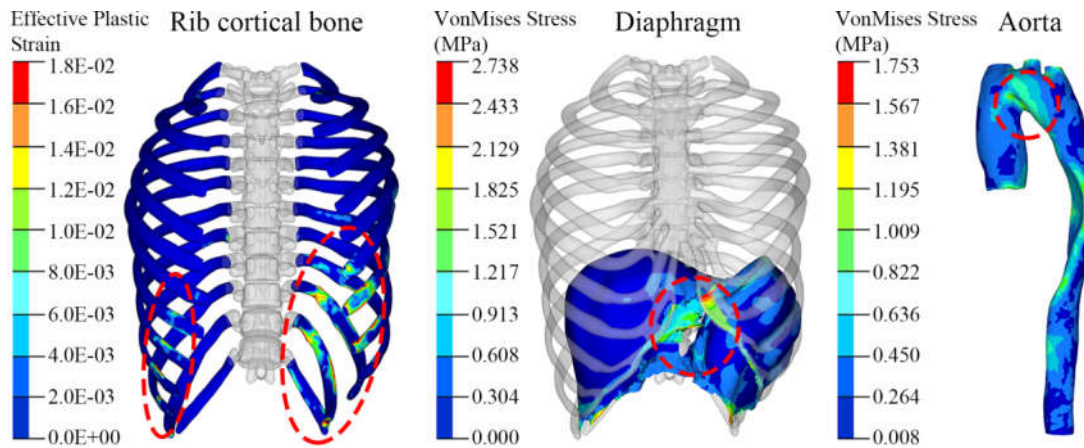 Effective Plastic
Strain
Rib cortical bone
1.8E-02
1.6E-02
1.4E-02
1.2E-02
1.0E-02
8.0E-03
6.0E-03
4.0E-03
2.0E-03
0.0E+00
VonMises Stress
(MPa)
Diaphragm
2.738
2.433
2.129
1.825
1.521
1.217
0.913
0.608
0.304
0.000
VonMises Stress
(MPa)
Aorta
1.753
1.567
1.381
1.195
1.009
0.822
0.636
0.450
0.264
0.008